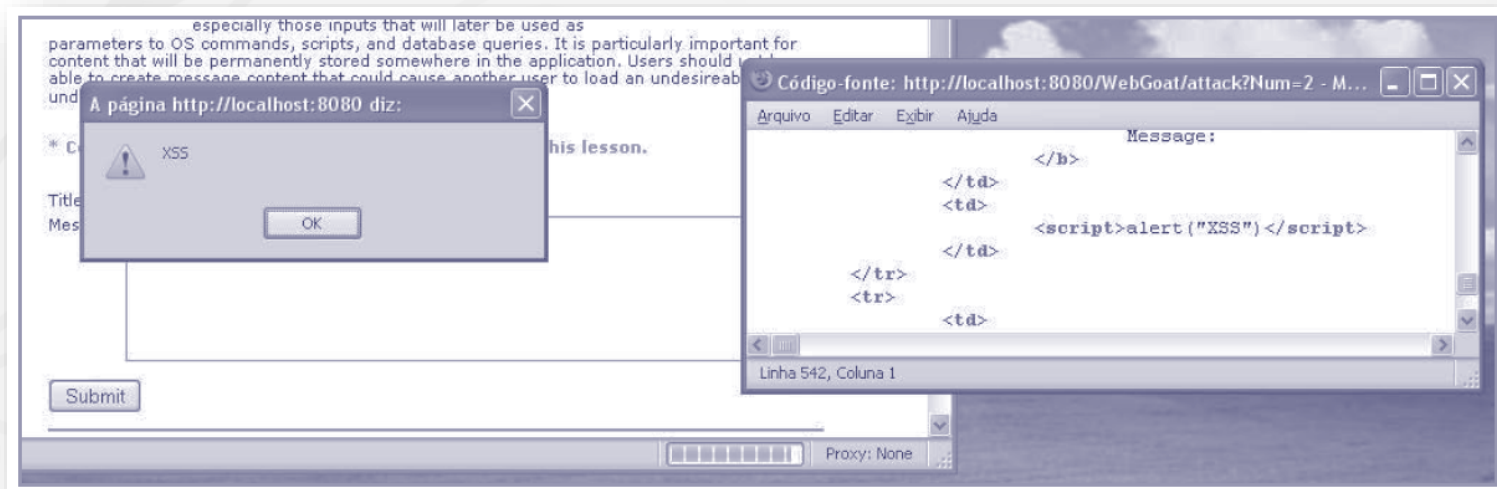 especially those inputs that will later be used as
parameters to OS commands, scripts, and database queries. It is particularly important for
content that will be permanently stored somewhere in the application. Users should
able to create message content that could cause another user to load an undesireab
und
* C
his lesson.
Title
Mes
A página http://localhost:8080 diz:
XSS
OK
Submit
Proxy: None
Código-fonte: http://localhost:8080/WebGoat/attack?Num=2 - M...
Arquivo Editar Exibir Ajuda
Message:
</b>
</td>
<td>
<script>alert("XSS")</script>
</td>
</tr>
<tr>
<td>
Linha 542, Coluna 1